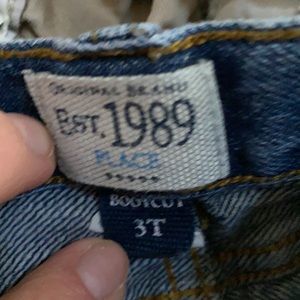 ORIGINAL BRAND
EST. 1989
PLACE
BOOTCUT
3T